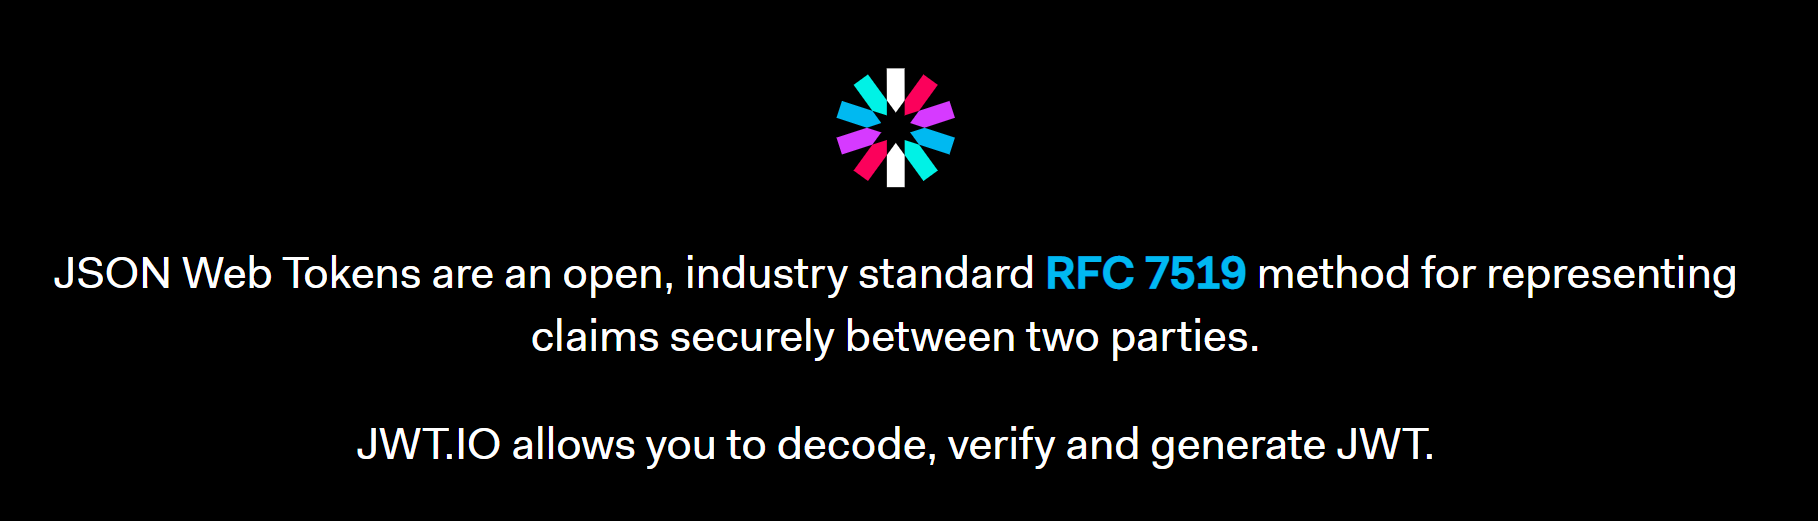 JSON Web Tokens are an open, industry standard RFC 7519 method for representing
claims securely between two parties.
JWT.IO allows you to decode, verify and generate JWT.